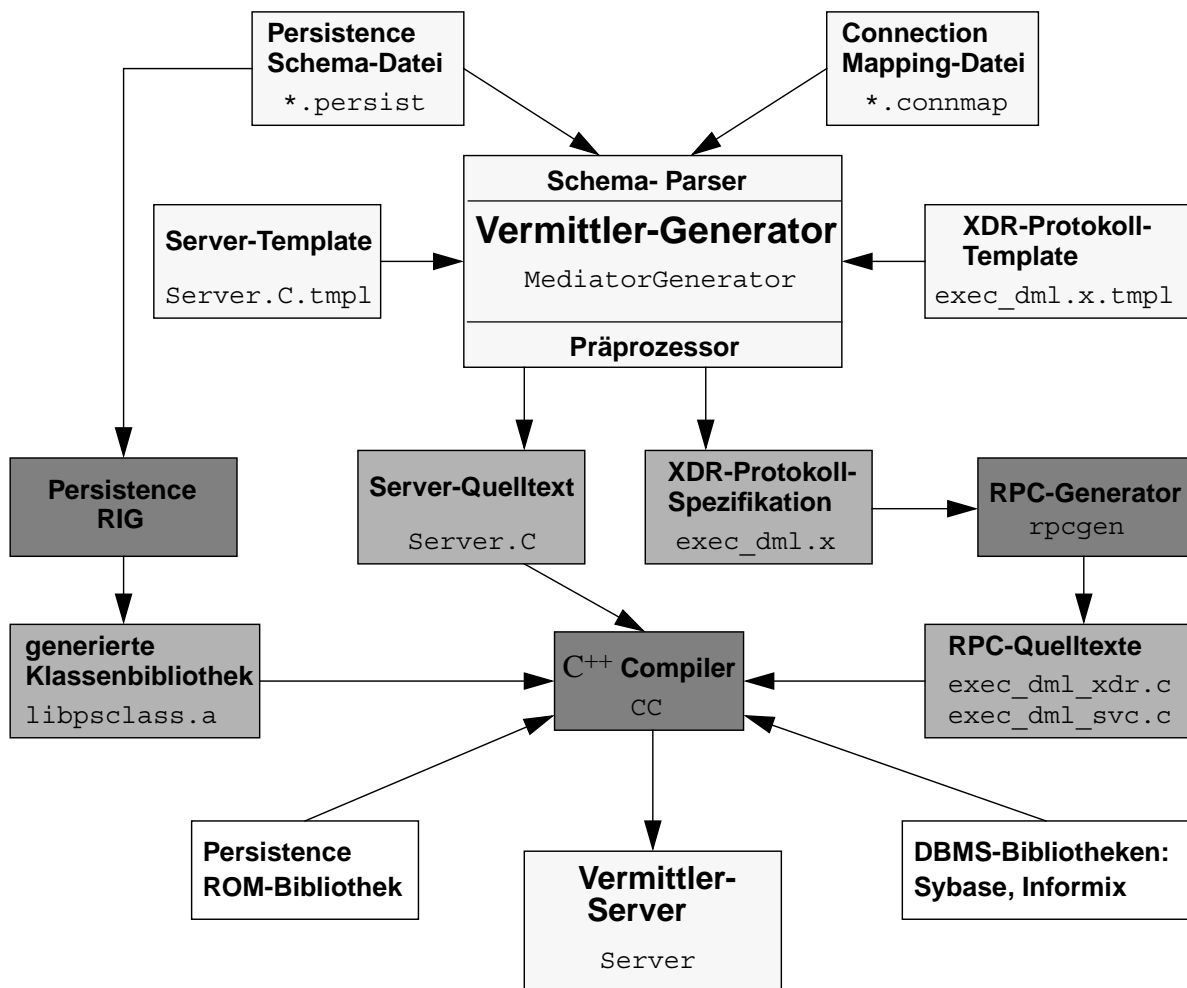 Persistence
Schema-Datei
*.persist
Connection
Mapping-Datei
*.connmap
Schema- Parser
Vermittler-Generator
MediatorGenerator
Präprozessor
Server-Template
Server.C.tmpl
XDR-Protokoll-
Template
exec_dml.x.tmpl
Persistence
RIG
Server-Quelltext
Server.C
XDR-Protokoll-
Spezifikation
exec_dml.x
RPC-Generator
rpcgen
generierte
Klassenbibliothek
libpsclass.a
C++ Compiler
CC
RPC-Quelltexte
exec_dml_xdr.c
exec_dml_svc.c
Persistence
ROM-Bibliothek
Vermittler-
Server
Server
DBMS-Bibliotheken:
Sybase, Informix